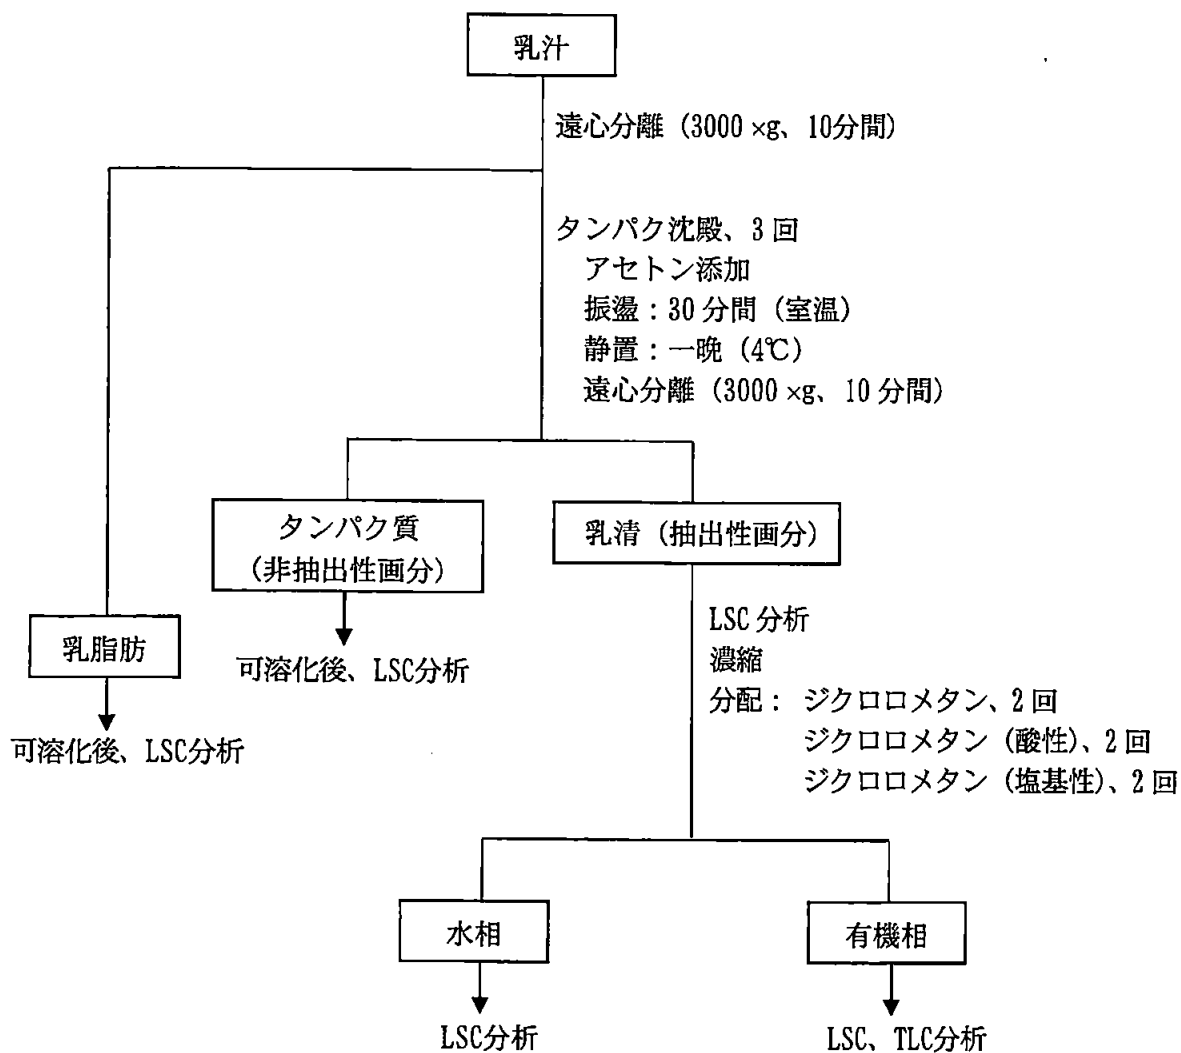 乳汁
遠心分離 (3000 ×g、10分間)
タンパク沈殿、3 回
アセトン添加
振盪:30 分間 (室温)
静置:一晩 (4℃)
遠心分離 (3000 ×g、10 分間)
タンパク質
(非抽出性画分)
乳清 (抽出性画分)
乳脂肪
可溶化後、LSC分析
可溶化後、LSC分析
LSC 分析
濃縮
分配: ジクロロメタン、2 回
ジクロロメタン (酸性)、2 回
ジクロロメタン (塩基性)、2 回
水相
有機相
LSC分析
LSC、TLC分析